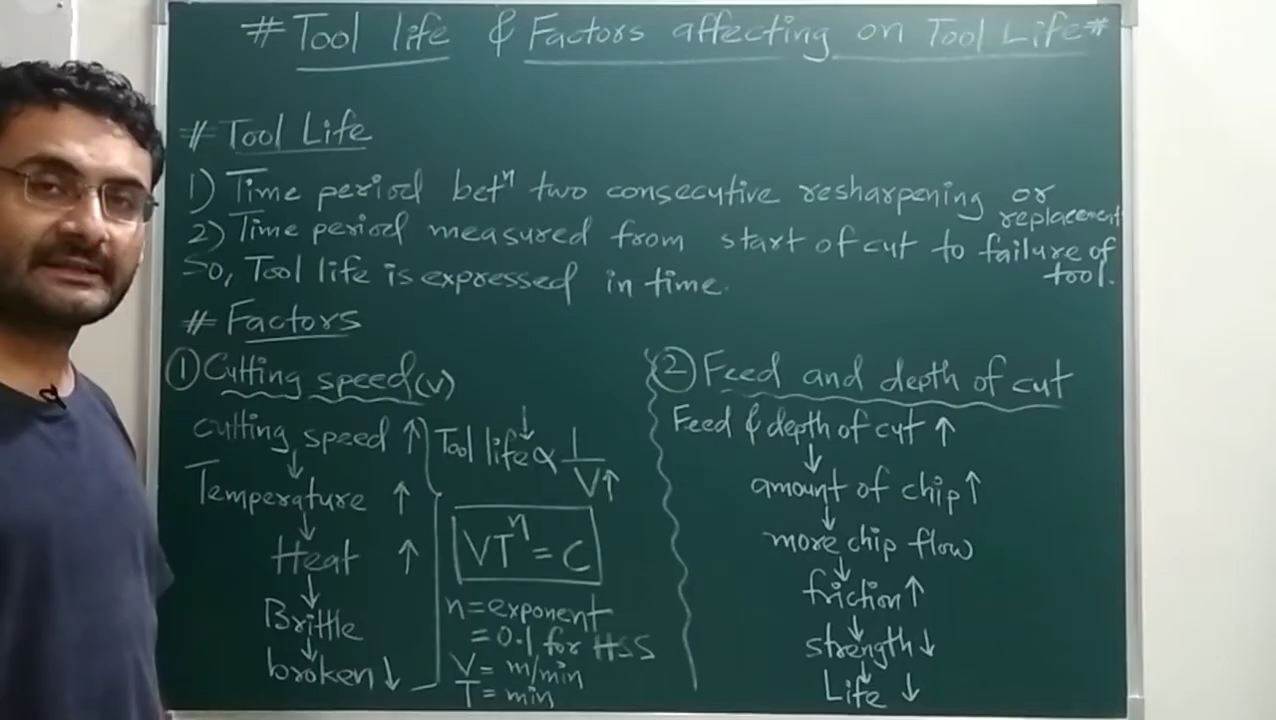 # Tool life & Factors affecting on Tool Life #
# Tool Life
1) Time period betⁿ two consecutive resharpening or replacement
2) Time period measured from start of cut to failure of tool.
So, Tool life is expressed in time.
# Factors
① Cutting speed (v)
cutting speed ↑
↓
Temperature ↑
↓
Heat ↑
↓
Brittle
↓
broken ↓
Tool life ↓ ∝ 1/V ↑
VTⁿ = C
n = exponent
= 0.1 for HSS
V = m/min
T = min
② Feed and depth of cut
Feed & depth of cut ↑
↓
amount of chip ↑
↓
more chip flow
↓
friction ↑
↓
strength ↓
↓
Life ↓